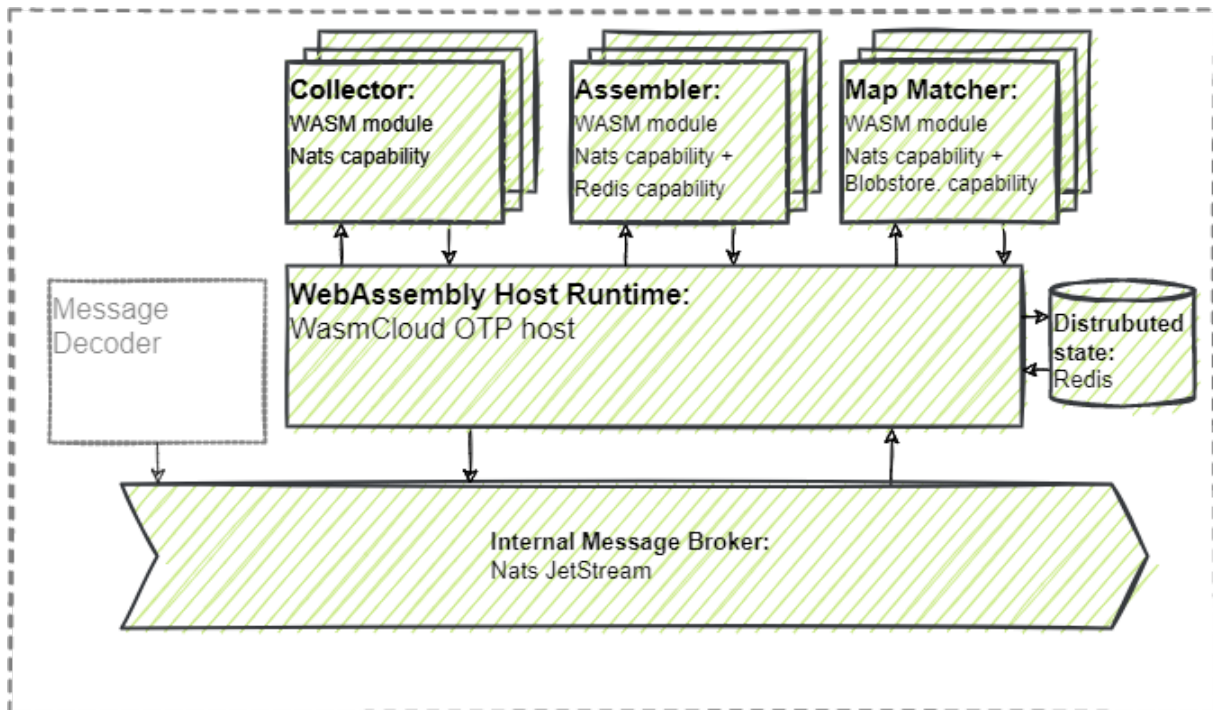 Collector:
WASM module
Nats capability
Assembler:
WASM module
Nats capability +
Redis capability
Map Matcher:
WASM module
Nats capability +
Blobstore. capability
Message
Decoder
WebAssembly Host Runtime:
WasmCloud OTP host
Distrubuted
state:
Redis
Internal Message Broker:
Nats JetStream